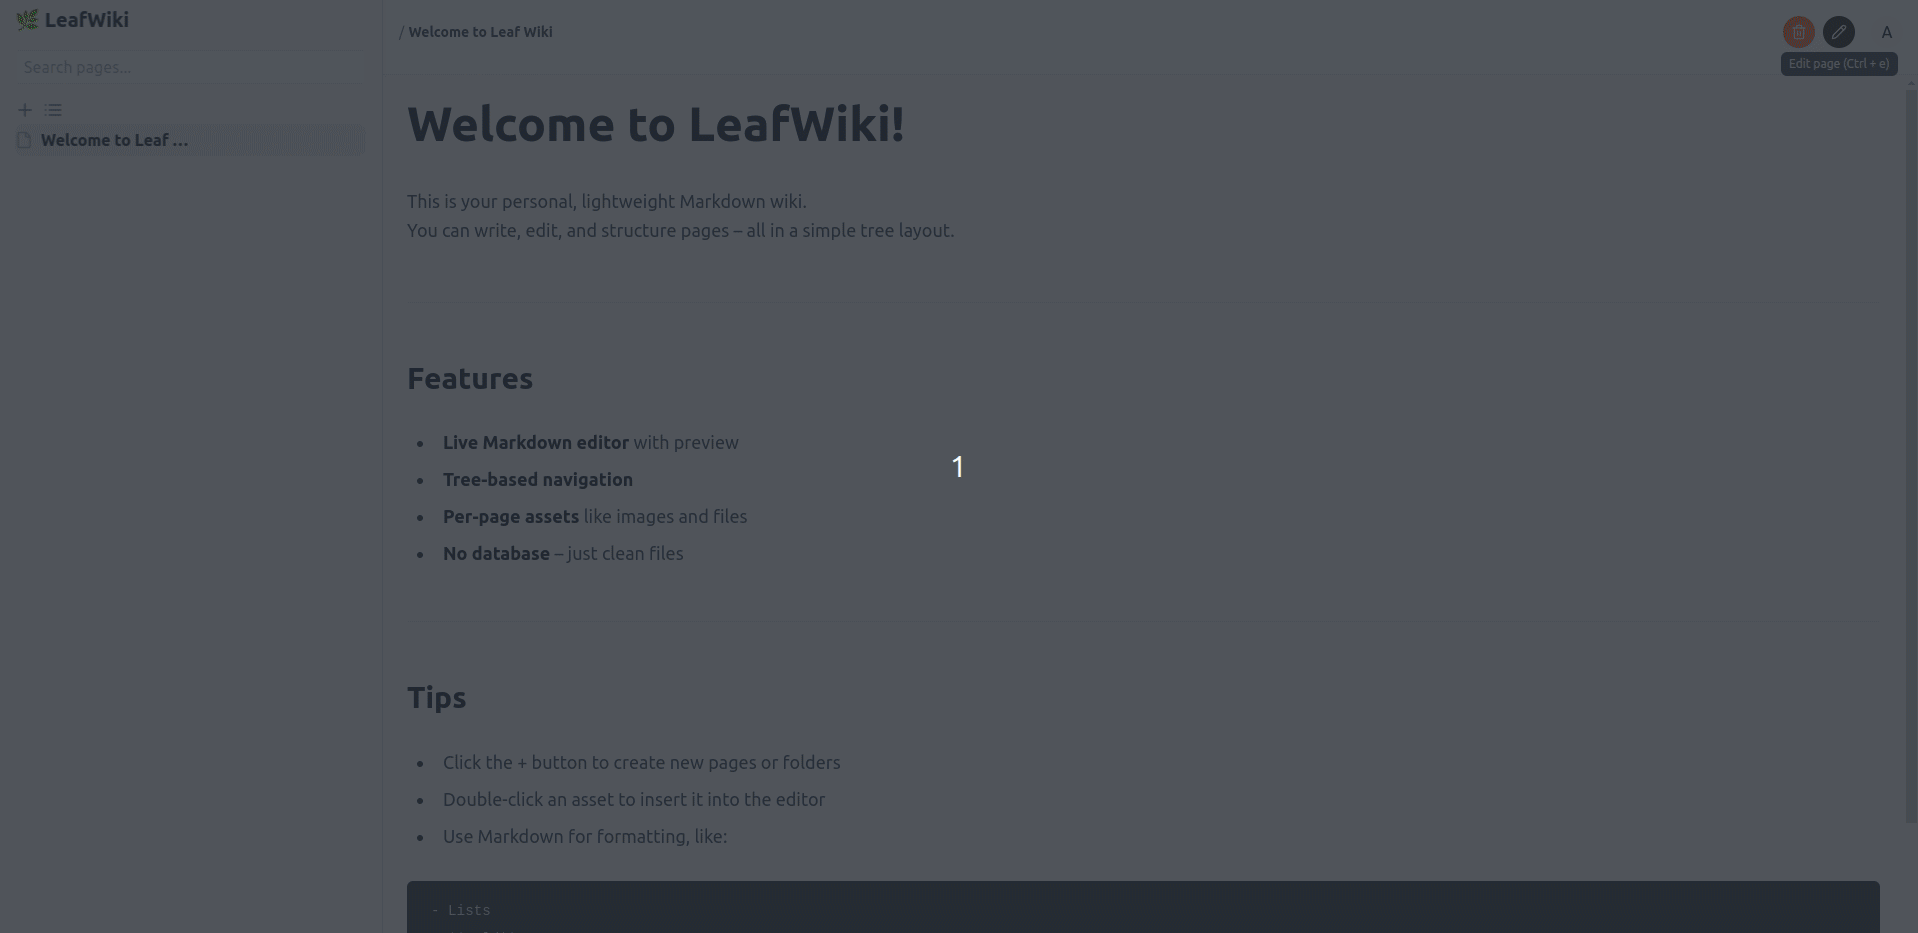 LeafWiki
Search pages...
Welcome to Leaf ...
/ Welcome to Leaf Wiki
A
Edit page (Ctrl + e)
Welcome to LeafWiki!
This is your personal, lightweight Markdown wiki.
You can write, edit, and structure pages – all in a simple tree layout.
Features
• Live Markdown editor with preview
• Tree-based navigation
• Per-page assets like images and files
• No database – just clean files
1
Tips
• Click the + button to create new pages or folders
• Double-click an asset to insert it into the editor
• Use Markdown for formatting, like:
- Lists